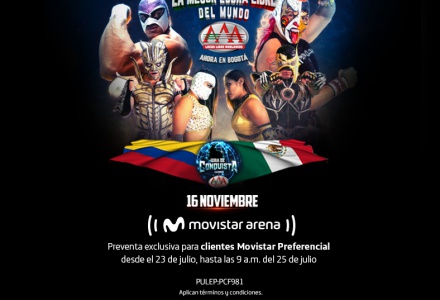 LA MEJOR LUCHA LIBRE
DEL MUNDO
AAA
LUCHA LIBRE WORLDWIDE
AHORA EN BOGOTÁ
GIRA DE
CONQUISTA
16 NOVIEMBRE
movistar arena
Preventa exclusiva para clientes Movistar Preferencial
desde el 23 de julio, hasta las 9 a.m. del 25 de julio
PULEP:PCF981
Aplican términos y condiciones.